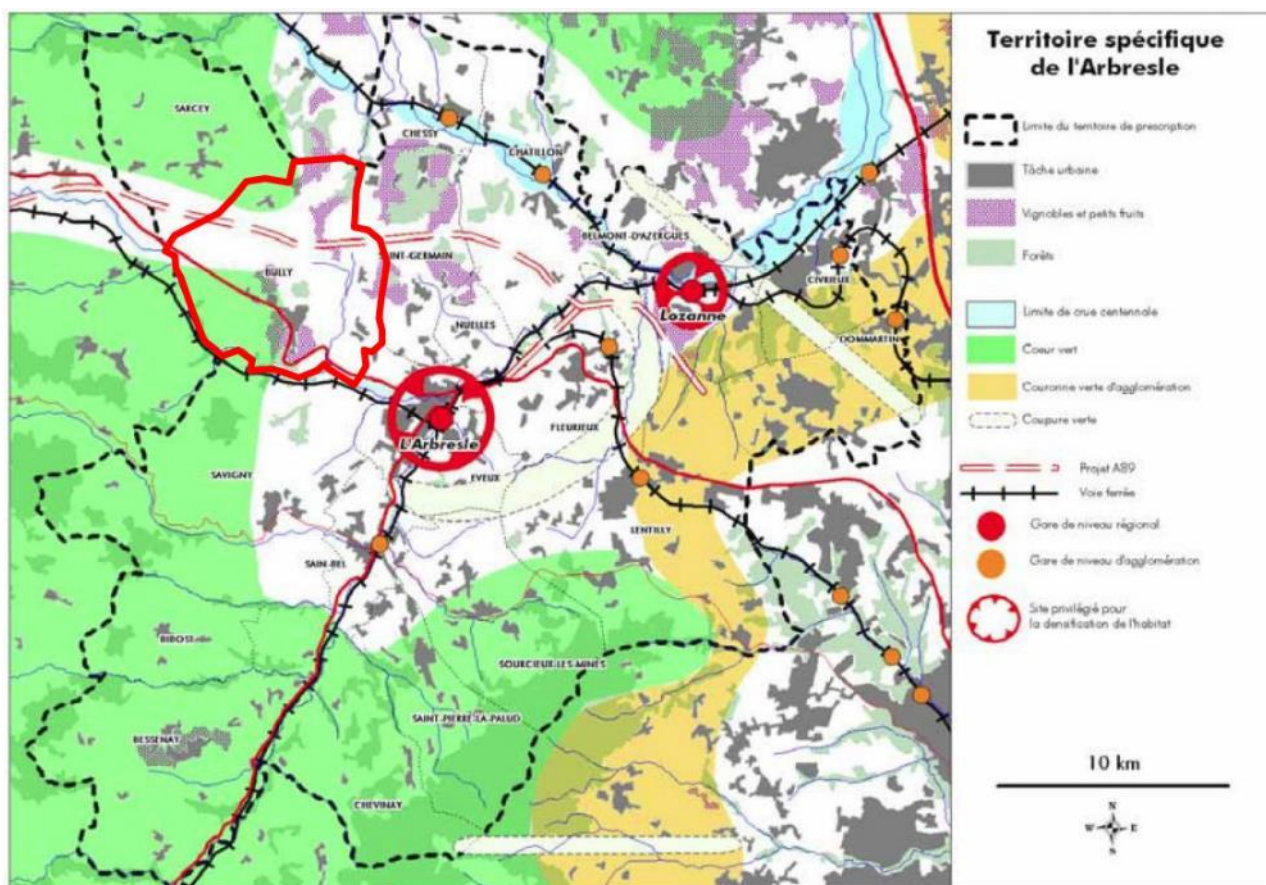 Territoire spécifique
de l'Arbresle
Limite du territoire de prescription
Tâche urbaine
Vignobles et petits fruits
Forêts
Limite de crue centennale
Coeur vert
Couronne verte d'agglomération
Coupure verte
Projet A89
Voie ferrée
Gare de niveau régional
Gare de niveau d'agglomération
Site privilégié pour
la densification de l'habitat
10 km
N
W E
S
SARCEY
CHESSY
CHATILLON
BELMONT-D'AZERGUES
BULLY
INT-GERMAIN
CIVRIEUX
Lozanne
NUELLES
DOMMARTIN
L'Arbresle
FLEURIEUX
SAVIGNY
EVEUX
LENTILLY
SAIN-BEL
BIBOST
SOURCIEUX-LES-MINES
SAINT-PIERRE-LA-PALUD
BESSENAY
CHEVINAY